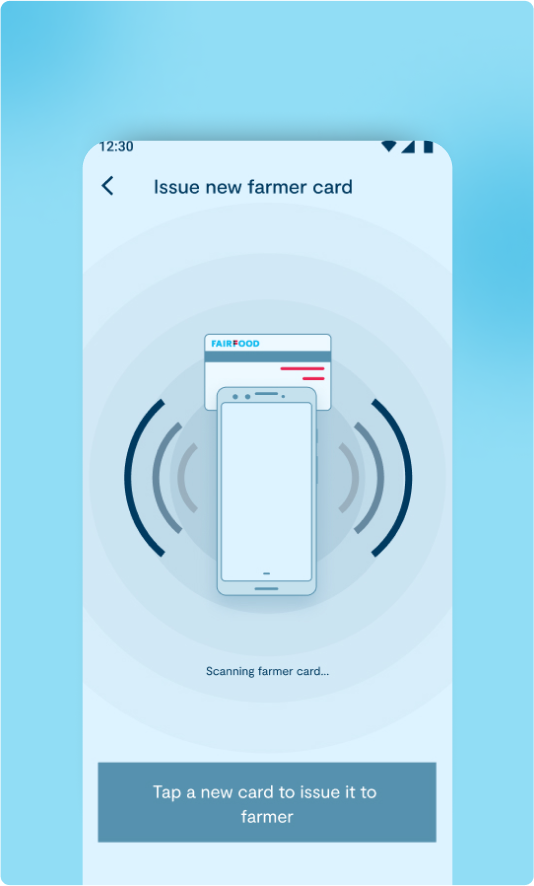 12:30
Issue new farmer card
FAIRFOOD
Scanning farmer card...
Tap a new card to issue it to
farmer